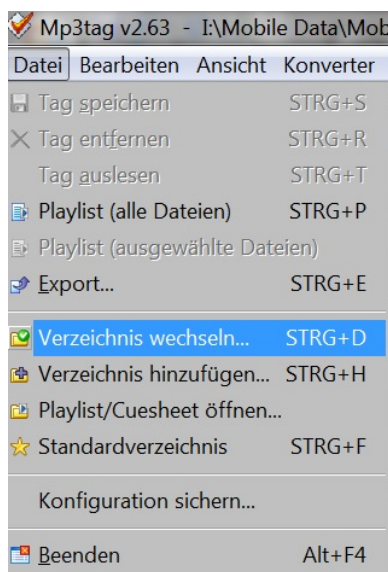 Mp3tag v2.63 - I:\Mobile Data\Mob
Datei Bearbeiten Ansicht Konverter
Tag speichern STRG+S
Tag entfernen STRG+R
Tag auslesen STRG+T
Playlist (alle Dateien) STRG+P
Playlist (ausgewählte Dateien)
Export... STRG+E
Verzeichnis wechseln... STRG+D
Verzeichnis hinzufügen... STRG+H
Playlist/Cuesheet öffnen...
Standardverzeichnis STRG+F
Konfiguration sichern...
Beenden Alt+F4